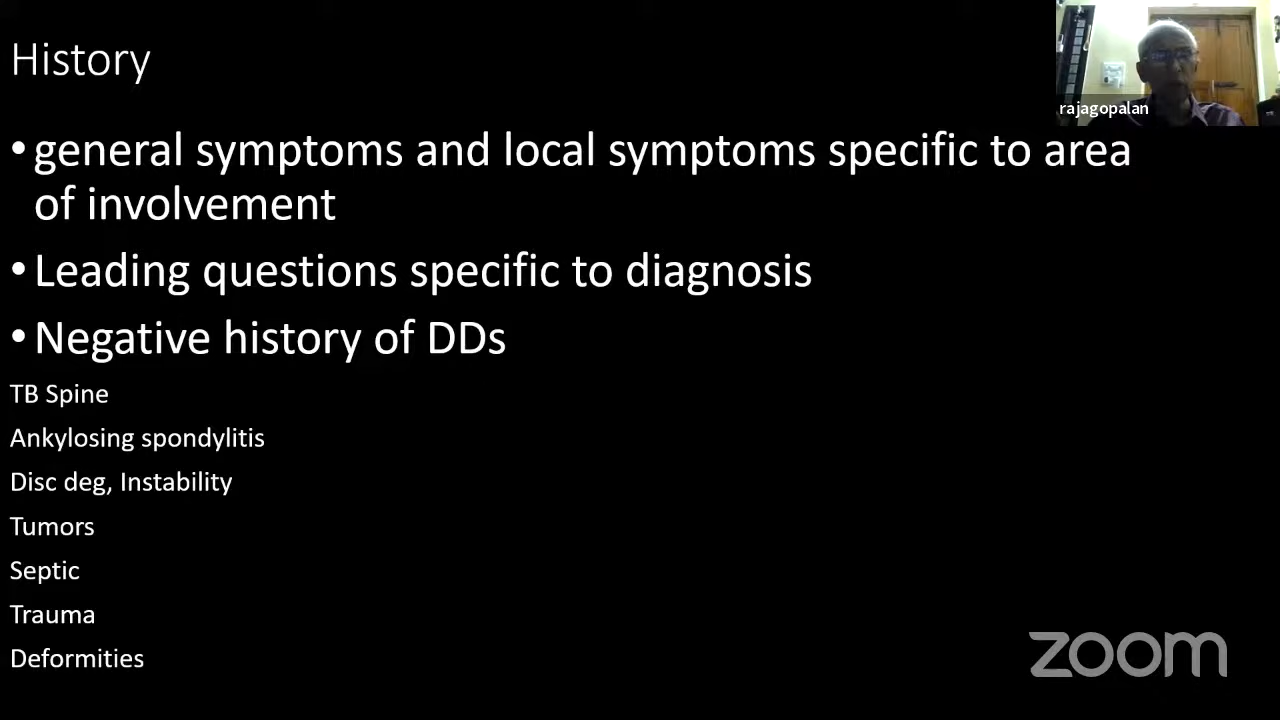 History
rajagopalan
• general symptoms and local symptoms specific to area
of involvement
• Leading questions specific to diagnosis
• Negative history of DDs
TB Spine
Ankylosing spondylitis
Disc deg, Instability
Tumors
Septic
Trauma
Deformities
zoom